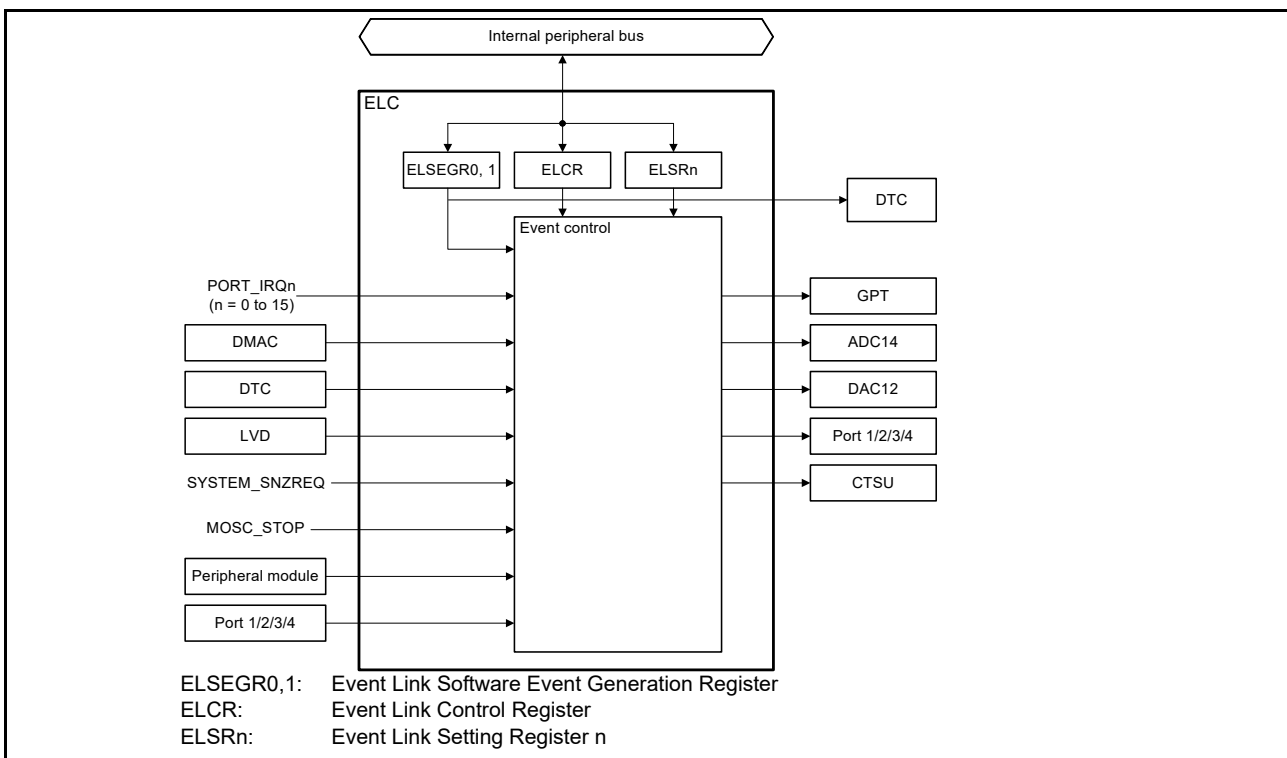 Internal peripheral bus
ELC
ELSEGR0, 1
ELCR
ELSRn
DTC
Event control
PORT_IRQn
(n = 0 to 15)
GPT
DMAC
ADC14
DTC
DAC12
LVD
Port 1/2/3/4
SYSTEM_SNZREQ
CTSU
MOSC_STOP
Peripheral module
Port 1/2/3/4
ELSEGR0,1: Event Link Software Event Generation Register
ELCR: Event Link Control Register
ELSRn: Event Link Setting Register n